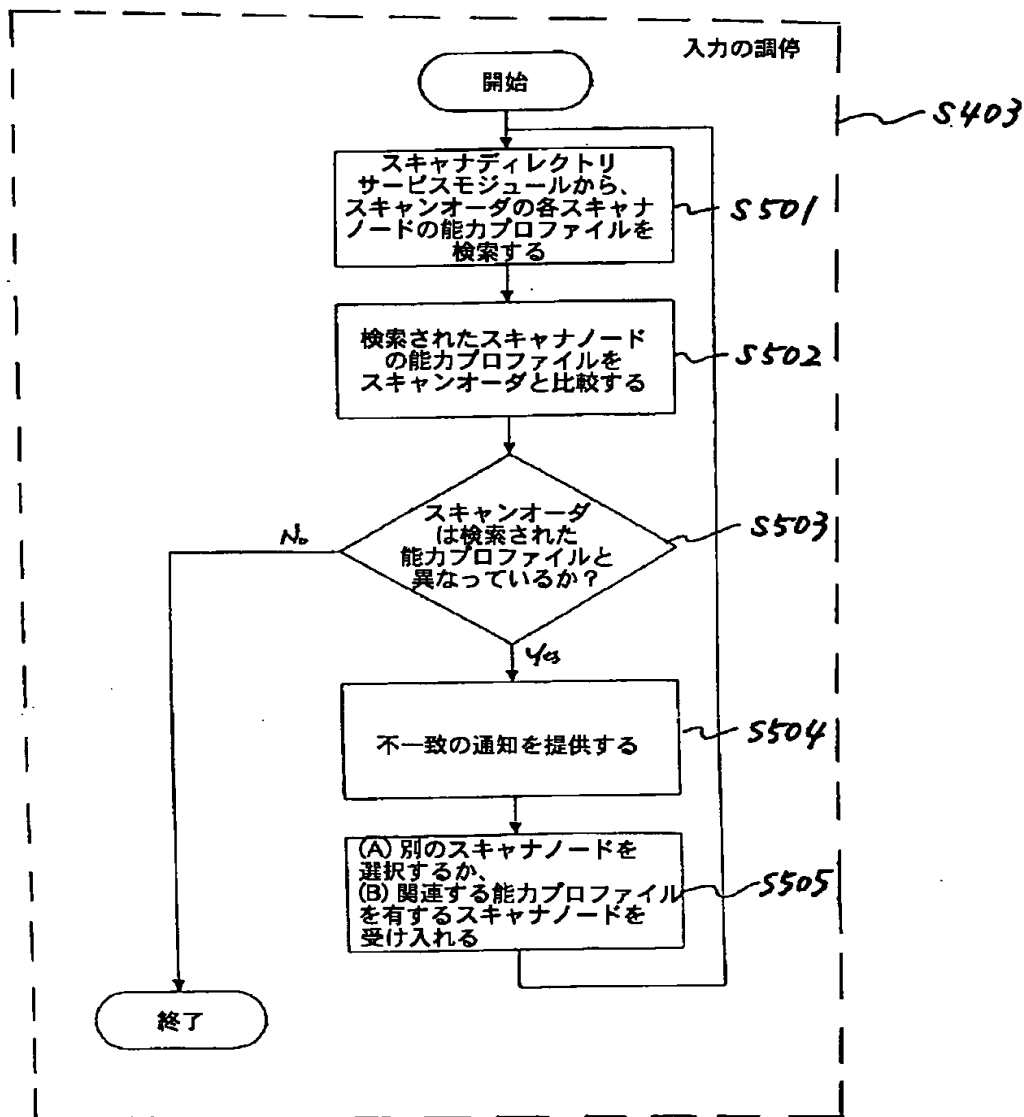 入力の調停
開始
S403
スキャナディレクトリ
サービスモジュールから、
スキャンオーダの各スキャナ
ノードの能力プロファイルを
検索する
S501
検索されたスキャナノード
の能力プロファイルを
スキャンオーダと比較する
S502
スキャンオーダ
は検索された
能力プロファイルと
異なっているか？
S503
No
Yes
不一致の通知を提供する
S504
(A) 別のスキャナノードを
選択するか、
(B) 関連する能力プロファイル
を有するスキャナノードを
受け入れる
S505
終了